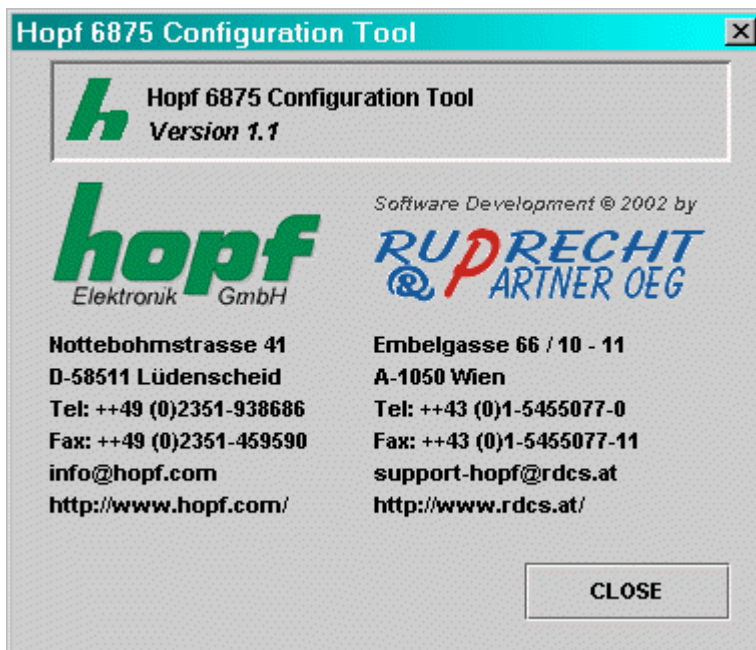 Hopf 6875 Configuration Tool
Hopf 6875 Configuration Tool
Version 1.1
hopf
Elektronik GmbH
Nottebohmstrasse 41
D-58511 Lüdenscheid
Tel: ++49 (0)2351-938686
Fax: ++49 (0)2351-459590
info@hopf.com
http://www.hopf.com/
Software Development © 2002 by
RUPRECHT
& PARTNER OEG
Embelgasse 66 / 10 - 11
A-1050 Wien
Tel: ++43 (0)1-5455077-0
Fax: ++43 (0)1-5455077-11
support-hopf@rdcs.at
http://www.rdcs.at/
CLOSE